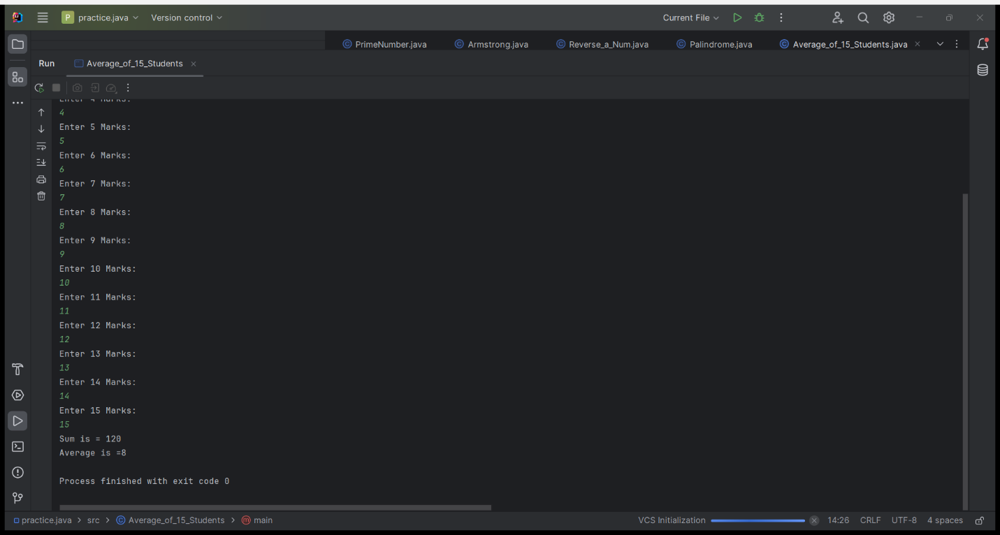 P practice.java Version control Current File
PrimeNumber.java Armstrong.java Reverse_a_Num.java Palindrome.java Average_of_15_Students.java
Run Average_of_15_Students
Enter 4 Marks:
4
Enter 5 Marks:
5
Enter 6 Marks:
6
Enter 7 Marks:
7
Enter 8 Marks:
8
Enter 9 Marks:
9
Enter 10 Marks:
10
Enter 11 Marks:
11
Enter 12 Marks:
12
Enter 13 Marks:
13
Enter 14 Marks:
14
Enter 15 Marks:
15
Sum is = 120
Average is =8
Process finished with exit code 0
practice.java > src > Average_of_15_Students > main VCS Initialization 14:26 CRLF UTF-8 4 spaces